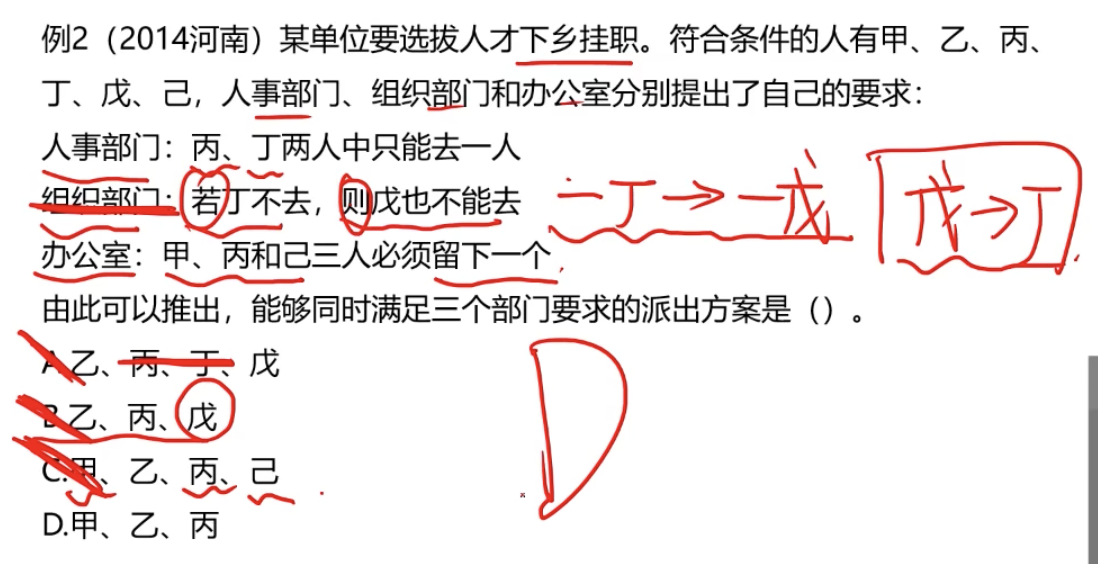 例2（2014河南）某单位要选拔人才下乡挂职。符合条件的人有甲、乙、丙、
丁、戊、己，人事部门、组织部门和办公室分别提出了自己的要求：
人事部门：丙、丁两人中只能去一人
组织部门：若丁不去，则戊也不能去 一丁→一戊 戊→丁
办公室：甲、丙和己三人必须留下一个
由此可以推出，能够同时满足三个部门要求的派出方案是（）。
A.乙、丙、丁、戊
B.乙、丙、戊
C.甲、乙、丙、己
D.甲、乙、丙
D